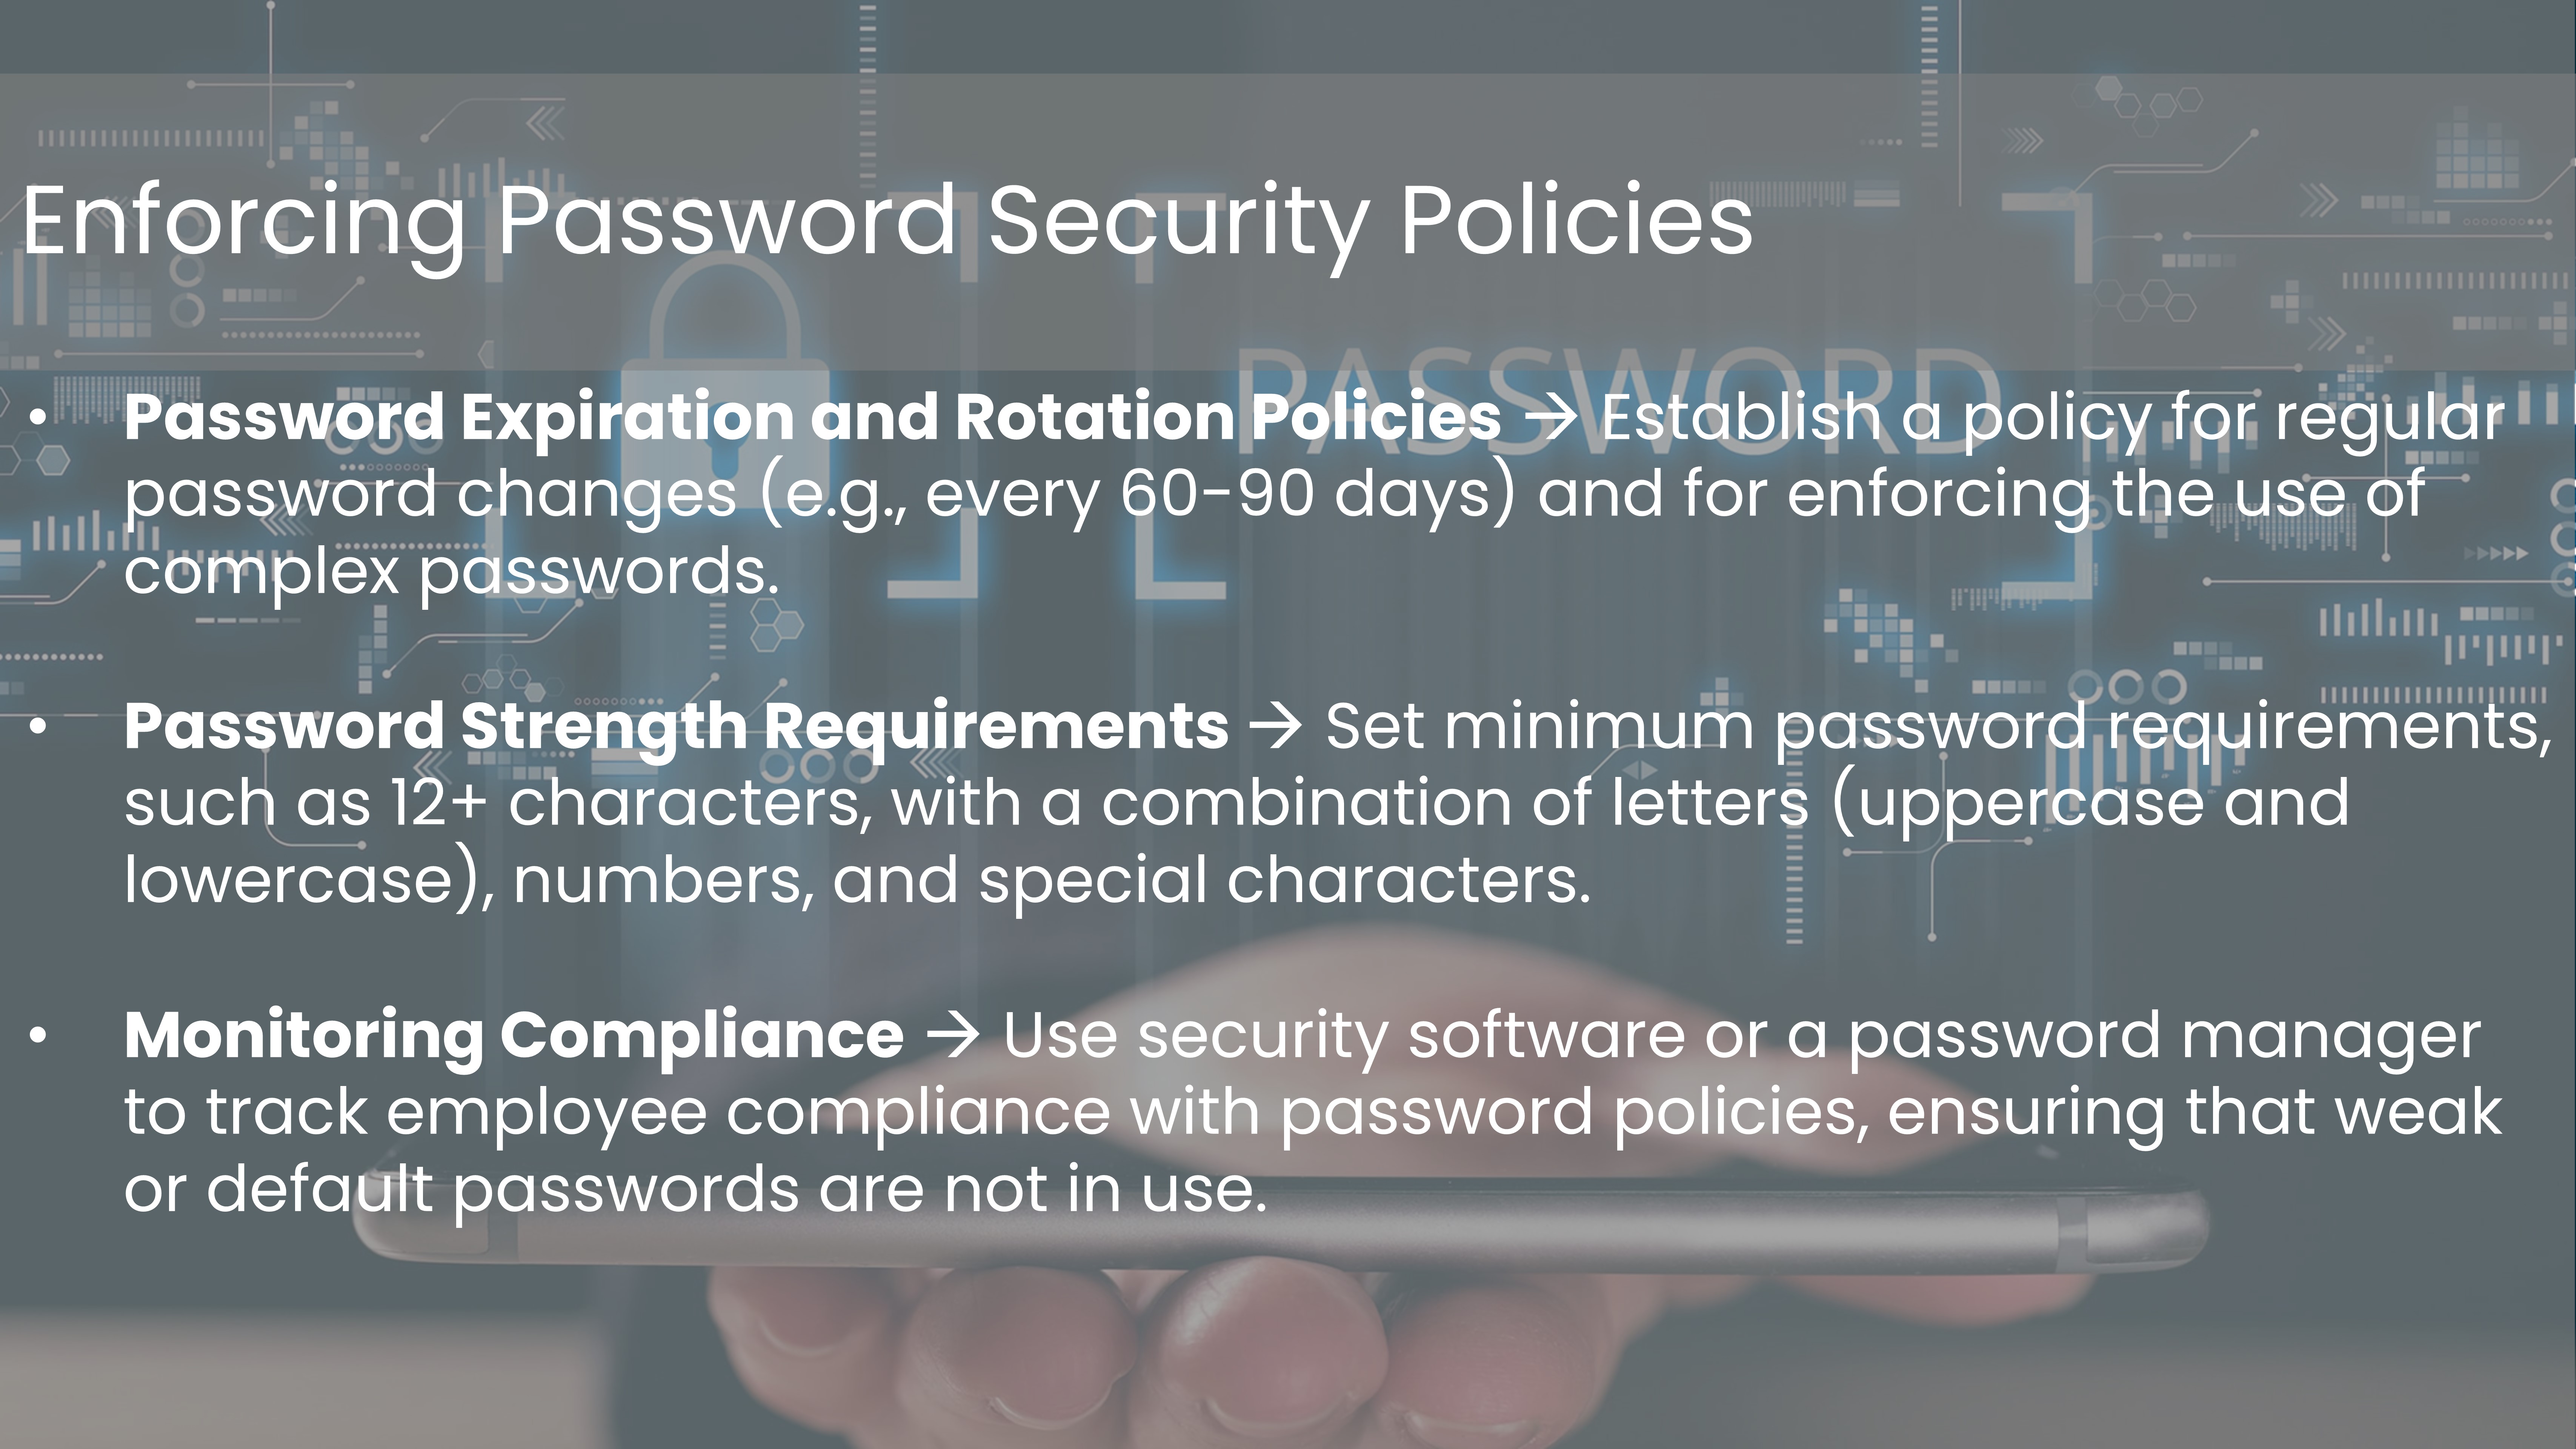 Enforcing Password Security Policies
PASSWORD
• Password Expiration and Rotation Policies → Establish a policy for regular
password changes (e.g., every 60-90 days) and for enforcing the use of
complex passwords.
• Password Strength Requirements → Set minimum password requirements,
such as 12+ characters, with a combination of letters (uppercase and
lowercase), numbers, and special characters.
• Monitoring Compliance → Use security software or a password manager
to track employee compliance with password policies, ensuring that weak
or default passwords are not in use.